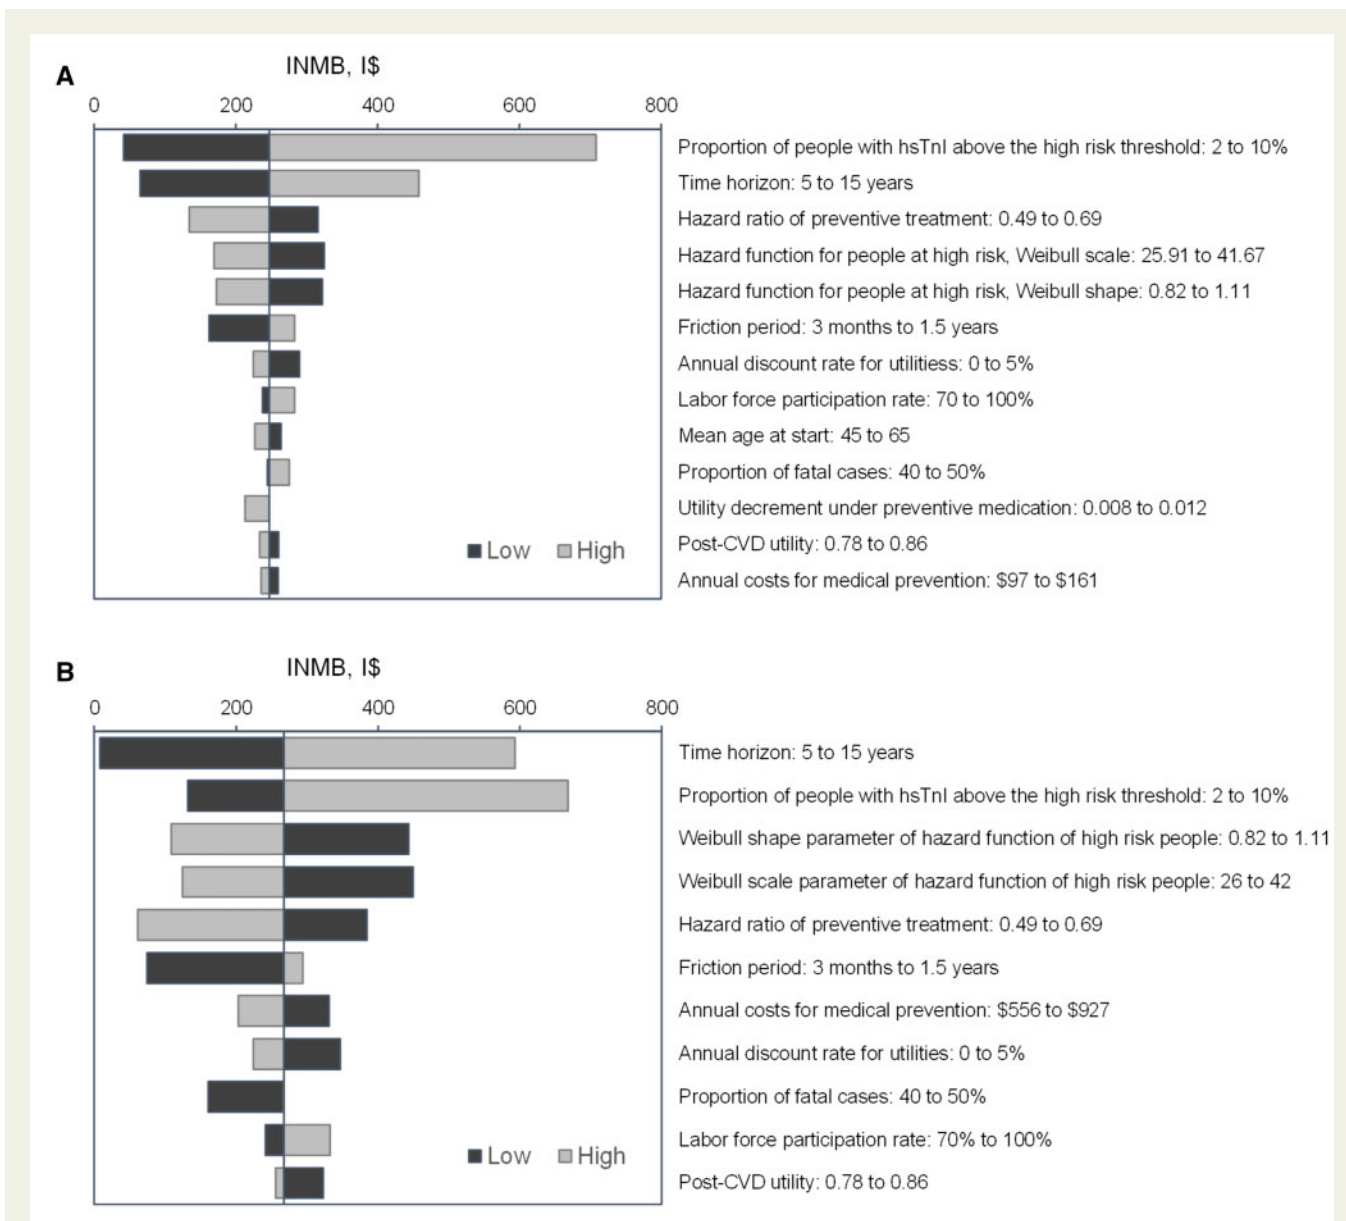 A
INMB, I$
0 200 400 600 800
Proportion of people with hsTnI above the high risk threshold: 2 to 10%
Time horizon: 5 to 15 years
Hazard ratio of preventive treatment: 0.49 to 0.69
Hazard function for people at high risk, Weibull scale: 25.91 to 41.67
Hazard function for people at high risk, Weibull shape: 0.82 to 1.11
Friction period: 3 months to 1.5 years
Annual discount rate for utilitiess: 0 to 5%
Labor force participation rate: 70 to 100%
Mean age at start: 45 to 65
Proportion of fatal cases: 40 to 50%
Utility decrement under preventive medication: 0.008 to 0.012
Low High
Post-CVD utility: 0.78 to 0.86
Annual costs for medical prevention: $97 to $161
B
INMB, I$
0 200 400 600 800
Time horizon: 5 to 15 years
Proportion of people with hsTnI above the high risk threshold: 2 to 10%
Weibull shape parameter of hazard function of high risk people: 0.82 to 1.11
Weibull scale parameter of hazard function of high risk people: 26 to 42
Hazard ratio of preventive treatment: 0.49 to 0.69
Friction period: 3 months to 1.5 years
Annual costs for medical prevention: $556 to $927
Annual discount rate for utilities: 0 to 5%
Proportion of fatal cases: 40 to 50%
Labor force participation rate: 70% to 100%
Low High
Post-CVD utility: 0.78 to 0.86